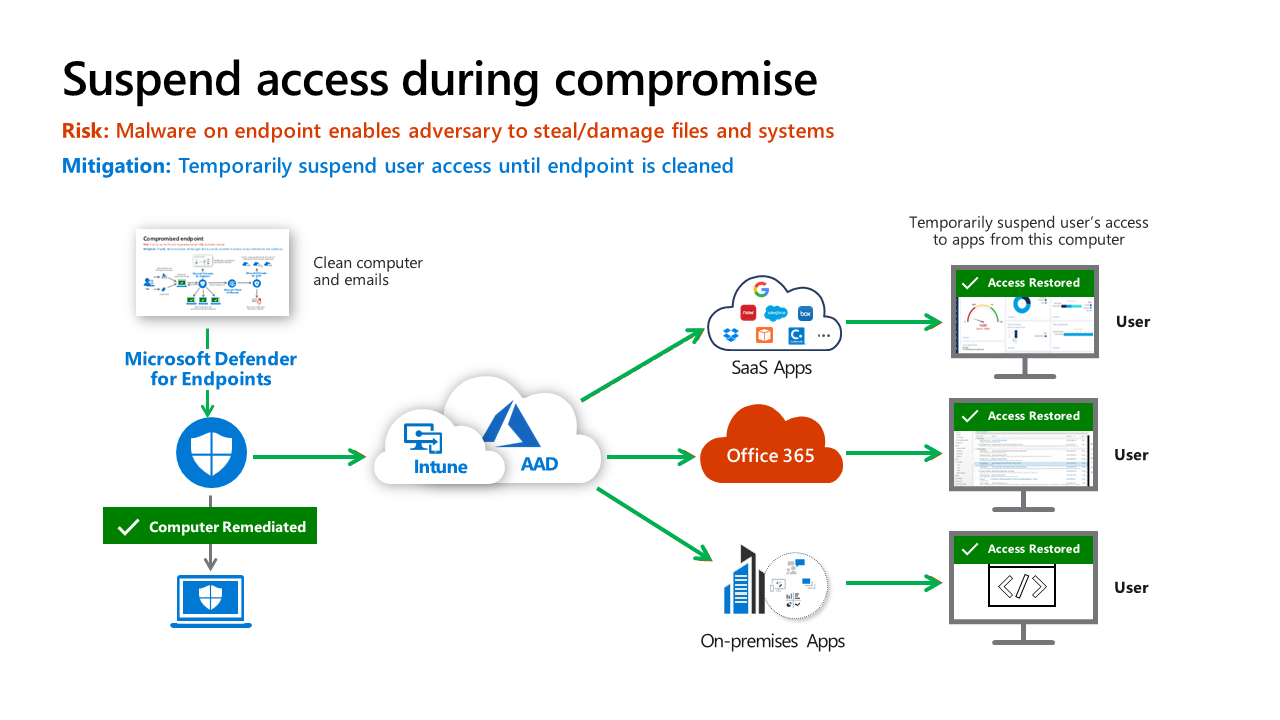 Suspend access during compromise
Risk: Malware on endpoint enables adversary to steal/damage files and systems
Mitigation: Temporarily suspend user access until endpoint is cleaned
Compromised endpoint
Clean computer
and emails
Microsoft Defender
for Endpoints
Computer Remediated
Intune
AAD
G
now
salesforce
box
SaaS Apps
Office 365
On-premises Apps
Temporarily suspend user's access
to apps from this computer
Access Restored
User
Access Restored
User
Access Restored
</>
User